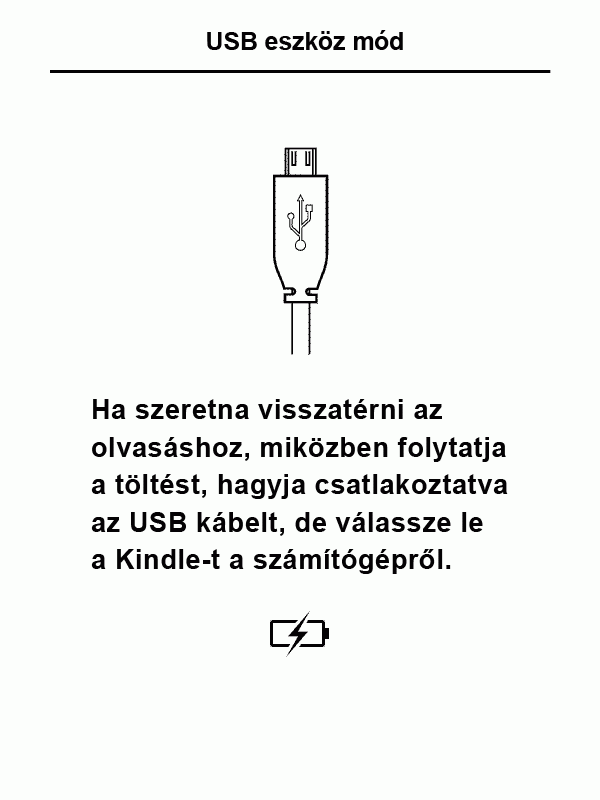 USB eszköz mód
Ha szeretna visszatérni az
olvasáshoz, miközben folytatja
a töltést, hagyja csatlakoztatva
az USB kábelt, de válassze le
a Kindle-t a számítógépről.